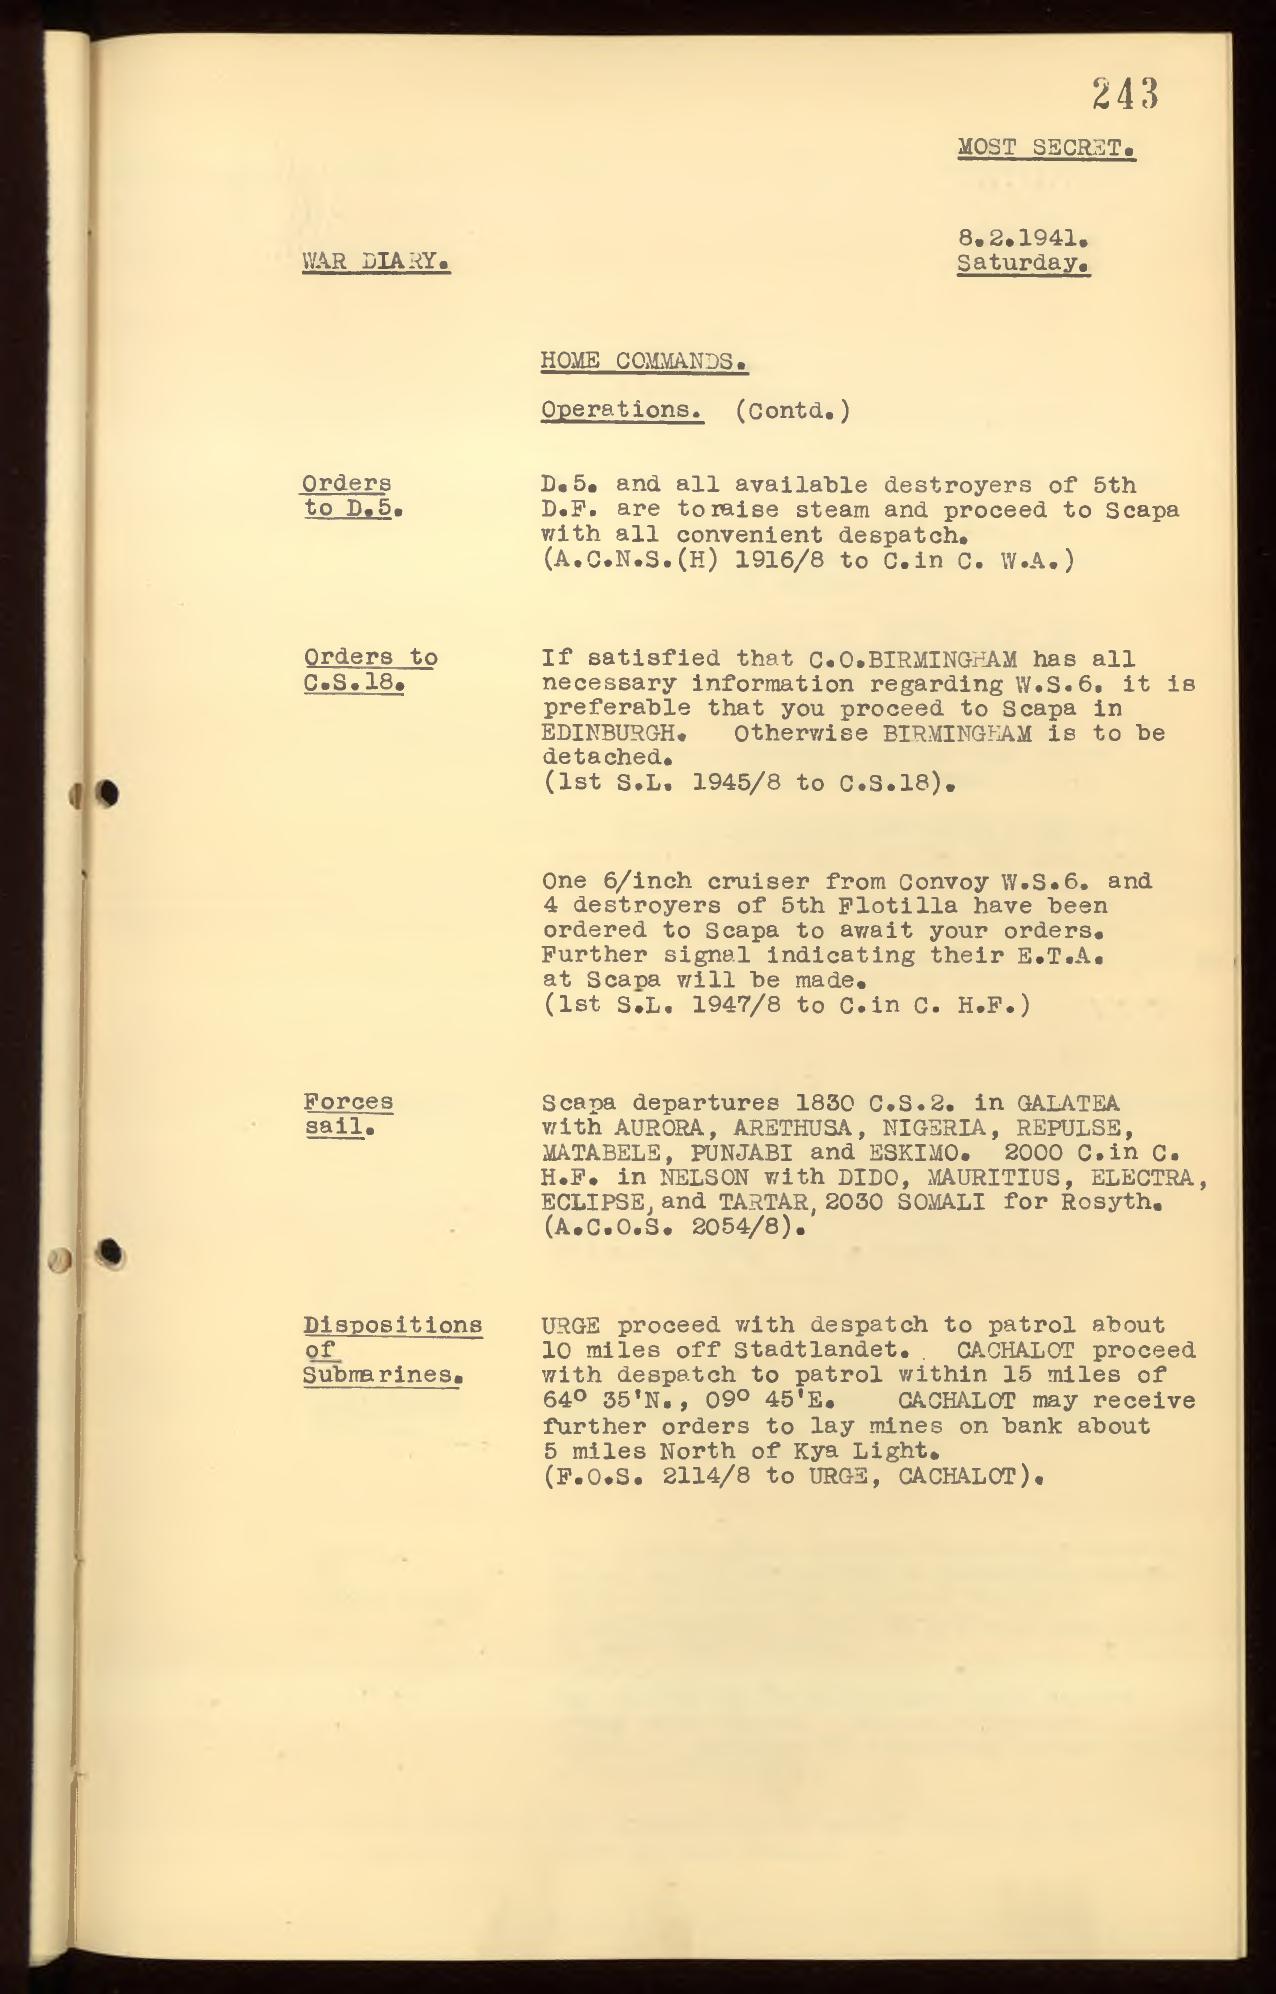 243
MOST SECRET.
8.2.1941.
WAR DIARY.
Saturday.
HOME COMMANDS.
Operations. (Contd.)
Orders
to D.5.
D.5. and all available destroyers of 5th
D.F. are to raise steam and proceed to Scapa
with all convenient despatch.
(A.C.N.S.(H) 1916/8 to C.in C. W.A.)
Orders to
C.S.18.
If satisfied that C.O.BIRMINGHAM has all
necessary information regarding W.S.6. it is
preferable that you proceed to Scapa in
EDINBURGH. Otherwise BIRMINGHAM is to be
detached.
(1st S.L. 1945/8 to C.S.18).
One 6/inch cruiser from Convoy W.S.6. and
4 destroyers of 5th Flotilla have been
ordered to Scapa to await your orders.
Further signal indicating their E.T.A.
at Scapa will be made.
(1st S.L. 1947/8 to C.in C. H.F.)
Forces
sail.
Scapa departures 1830 C.S.2. in GALATEA
with AURORA, ARETHUSA, NIGERIA, REPULSE,
MATABELE, PUNJABI and ESKIMO. 2000 C.in C.
H.F. in NELSON with DIDO, MAURITIUS, ELECTRA,
ECLIPSE, and TARTAR, 2030 SOMALI for Rosyth.
(A.C.O.S. 2054/8).
Dispositions
of
Submarines.
URGE proceed with despatch to patrol about
10 miles off Stadtlandet. CACHALOT proceed
with despatch to patrol within 15 miles of
64° 35'N., 09° 45'E. CACHALOT may receive
further orders to lay mines on bank about
5 miles North of Kya Light.
(F.O.S. 2114/8 to URGE, CACHALOT).